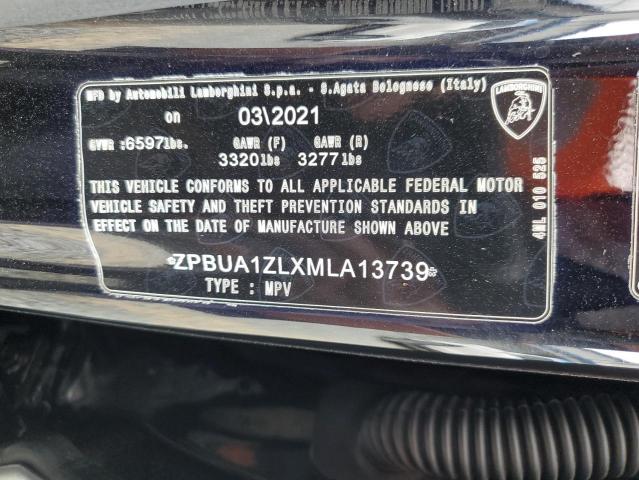 MFD by Automobili Lamborghini S.p.a. - S.Agata Bolognese (Italy)
on 03\2021
GVWR :6597lbs. GAWR (F) GAWR (R)
3320lbs 3277lbs
THIS VEHICLE CONFORMS TO ALL APPLICABLE FEDERAL MOTOR
VEHICLE SAFETY AND THEFT PREVENTION STANDARDS IN
EFFECT ON THE DATE OF MANUFACTURE SHOWN ABOVE
*ZPBUA1ZLXMLA13739*
TYPE : MPV
LAMBORGHINI
4ML 010 525